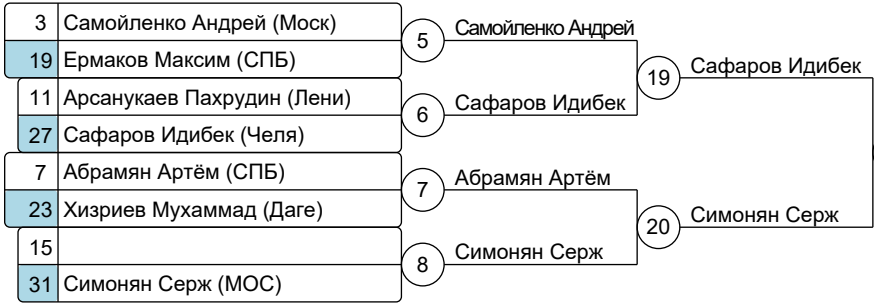 3 Самойленко Андрей (Моск)
19 Ермаков Максим (СПБ)
11 Арсанукаев Пахрудин (Лени)
27 Сафаров Идибек (Челя)
7 Абрамян Артём (СПБ)
23 Хизриев Мухаммад (Даге)
15
31 Симонян Серж (МОС)
5 Самойленко Андрей
6 Сафаров Идибек
7 Абрамян Артём
8 Симонян Серж
19 Сафаров Идибек
20 Симонян Серж